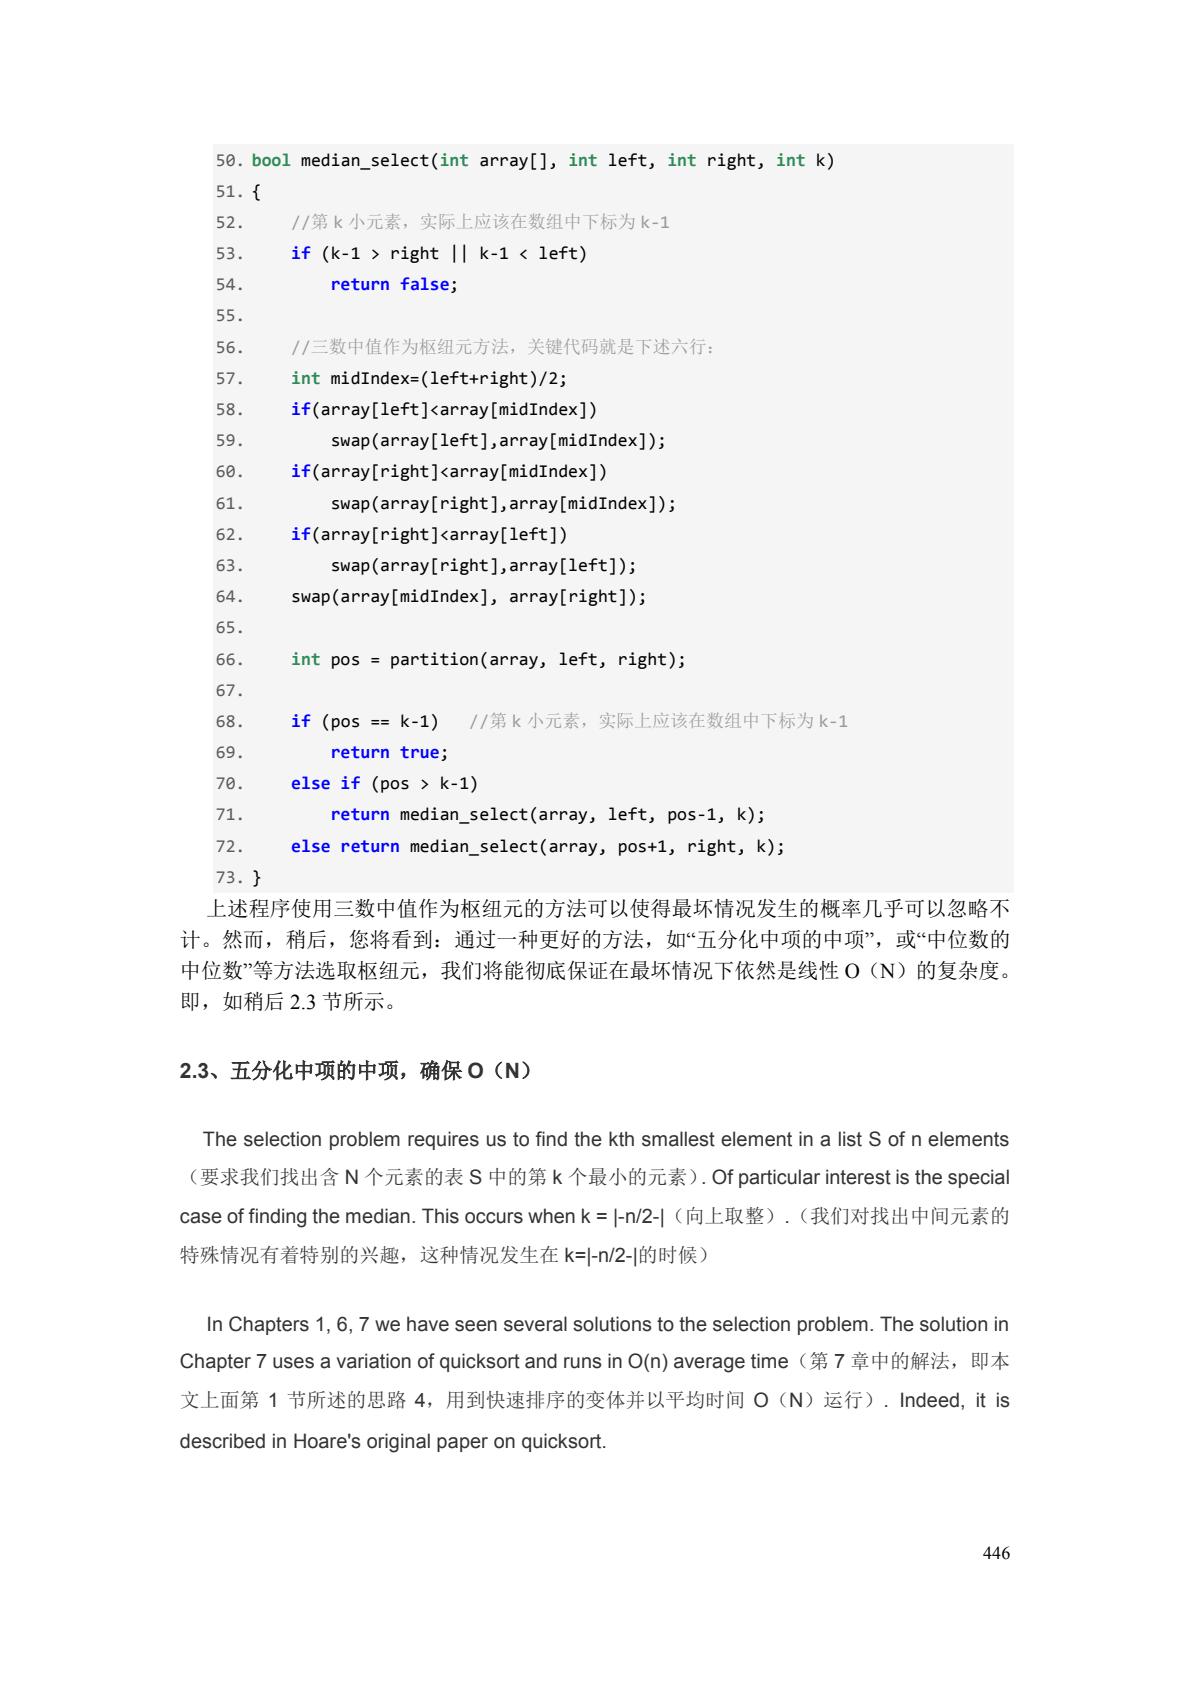 50. bool median_select(int array[], int left, int right, int k)
51. {
52. //第 k 小元素，实际上应该在数组中下标为 k-1
53. if (k-1 > right || k-1 < left)
54. return false;
55.
56. //三数中值作为枢纽元方法，关键代码就是下述六行：
57. int midIndex=(left+right)/2;
58. if(array[left]<array[midIndex])
59. swap(array[left],array[midIndex]);
60. if(array[right]<array[midIndex])
61. swap(array[right],array[midIndex]);
62. if(array[right]<array[left])
63. swap(array[right],array[left]);
64. swap(array[midIndex], array[right]);
65.
66. int pos = partition(array, left, right);
67.
68. if (pos == k-1) //第 k 小元素，实际上应该在数组中下标为 k-1
69. return true;
70. else if (pos > k-1)
71. return median_select(array, left, pos-1, k);
72. else return median_select(array, pos+1, right, k);
73. }
上述程序使用三数中值作为枢纽元的方法可以使得最坏情况发生的概率几乎可以忽略不
计。然而，稍后，您将看到：通过一种更好的方法，如“五分化中项的中项”，或“中位数的
中位数”等方法选取枢纽元，我们将能彻底保证在最坏情况下依然是线性 O（N）的复杂度。
即，如稍后 2.3 节所示。
2.3、五分化中项的中项，确保 O（N）
The selection problem requires us to find the kth smallest element in a list S of n elements
（要求我们找出含 N 个元素的表 S 中的第 k 个最小的元素）. Of particular interest is the special
case of finding the median. This occurs when k = |-n/2-|（向上取整）.（我们对找出中间元素的
特殊情况有着特别的兴趣，这种情况发生在 k=|-n/2-|的时候）
In Chapters 1, 6, 7 we have seen several solutions to the selection problem. The solution in
Chapter 7 uses a variation of quicksort and runs in O(n) average time（第 7 章中的解法，即本
文上面第 1 节所述的思路 4，用到快速排序的变体并以平均时间 O（N）运行）. Indeed, it is
described in Hoare's original paper on quicksort.
446